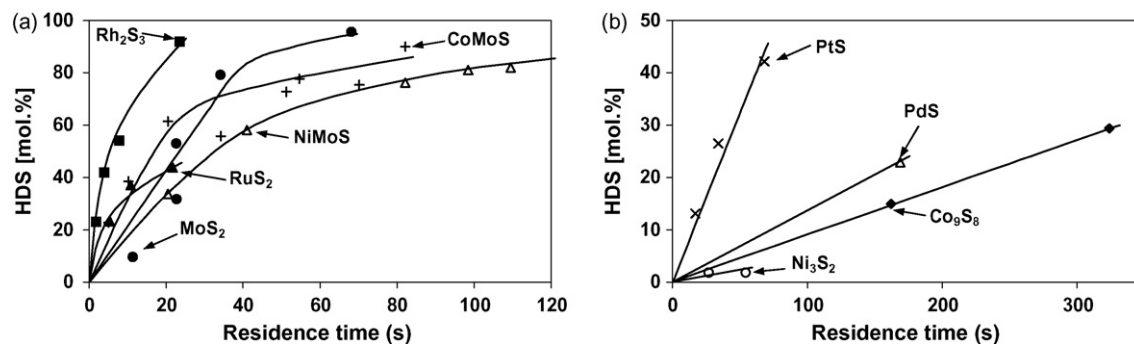 (a)
HDS [mol.%]
100
80
60
40
20
0
Rh₂S₃
CoMoS
NiMoS
RuS₂
MoS₂
0 20 40 60 80 100 120
Residence time (s)
(b)
HDS [mol.%]
50
40
30
20
10
0
PtS
PdS
Co₉S₈
Ni₃S₂
0 100 200 300
Residence time (s)